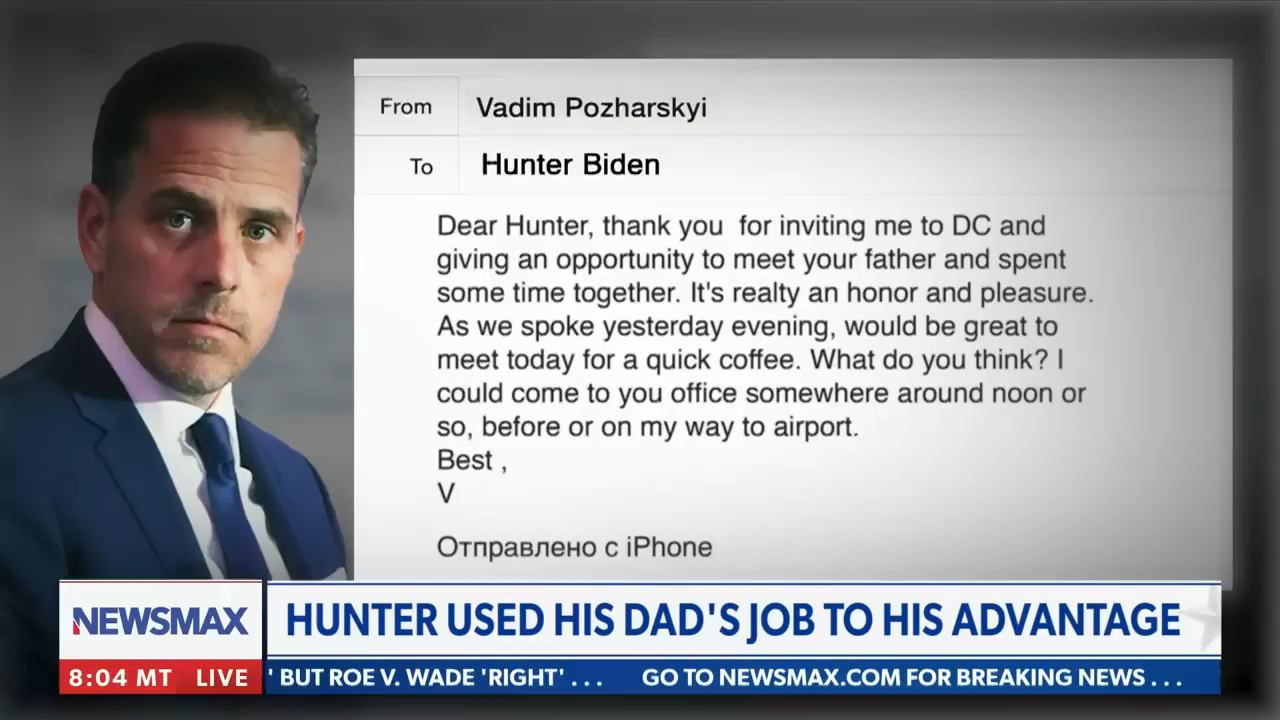 From Vadim Pozharskyi
To Hunter Biden
Dear Hunter, thank you for inviting me to DC and
giving an opportunity to meet your father and spent
some time together. It's realty an honor and pleasure.
As we spoke yesterday evening, would be great to
meet today for a quick coffee. What do you think? I
could come to you office somewhere around noon or
so, before or on my way to airport.
Best ,
V
Отправлено с iPhone
NEWSMAX
HUNTER USED HIS DAD'S JOB TO HIS ADVANTAGE
8:04 MT LIVE
' BUT ROE V. WADE 'RIGHT' . . . GO TO NEWSMAX.COM FOR BREAKING NEWS . . .